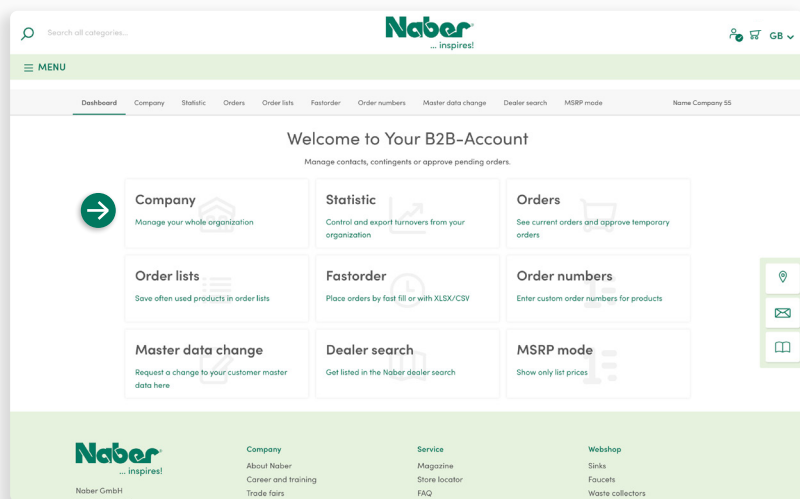 Search all categories...
Naber
... inspires!
GB
MENU
Dashboard Company Statistic Orders Order lists Fastorder Order numbers Master data change Dealer search MSRP mode Name Company 55
Welcome to Your B2B-Account
Manage contacts, contingents or approve pending orders.
Company
Manage your whole organization
Statistic
Control and export turnovers from your
organization
Orders
See current orders and approve temporary
orders
Order lists
Save often used products in order lists
Fastorder
Place orders by fast fill or with XLSX/CSV
Order numbers
Enter custom order numbers for products
Master data change
Request a change to your customer master
data here
Dealer search
Get listed in the Naber dealer search
MSRP mode
Show only list prices
Naber
... inspires!
Naber GmbH
Company
About Naber
Career and training
Trade fairs
Service
Magazine
Store locator
FAQ
Webshop
Sinks
Faucets
Waste collectors